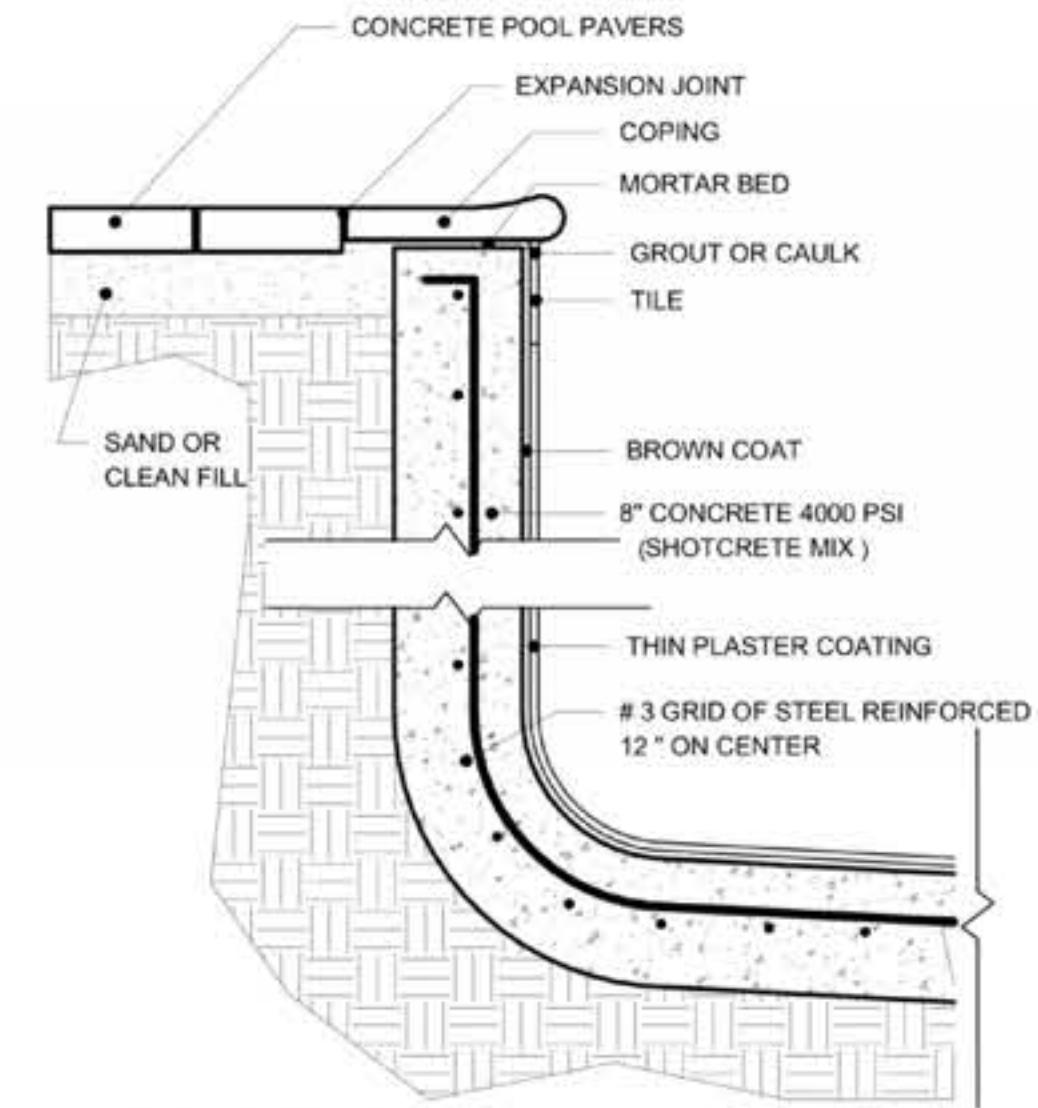 CONCRETE POOL PAVERS
EXPANSION JOINT
COPING
MORTAR BED
GROUT OR CAULK
TILE
SAND OR
CLEAN FILL
BROWN COAT
8" CONCRETE 4000 PSI
(SHOTCRETE MIX )
THIN PLASTER COATING
# 3 GRID OF STEEL REINFORCED
12 " ON CENTER